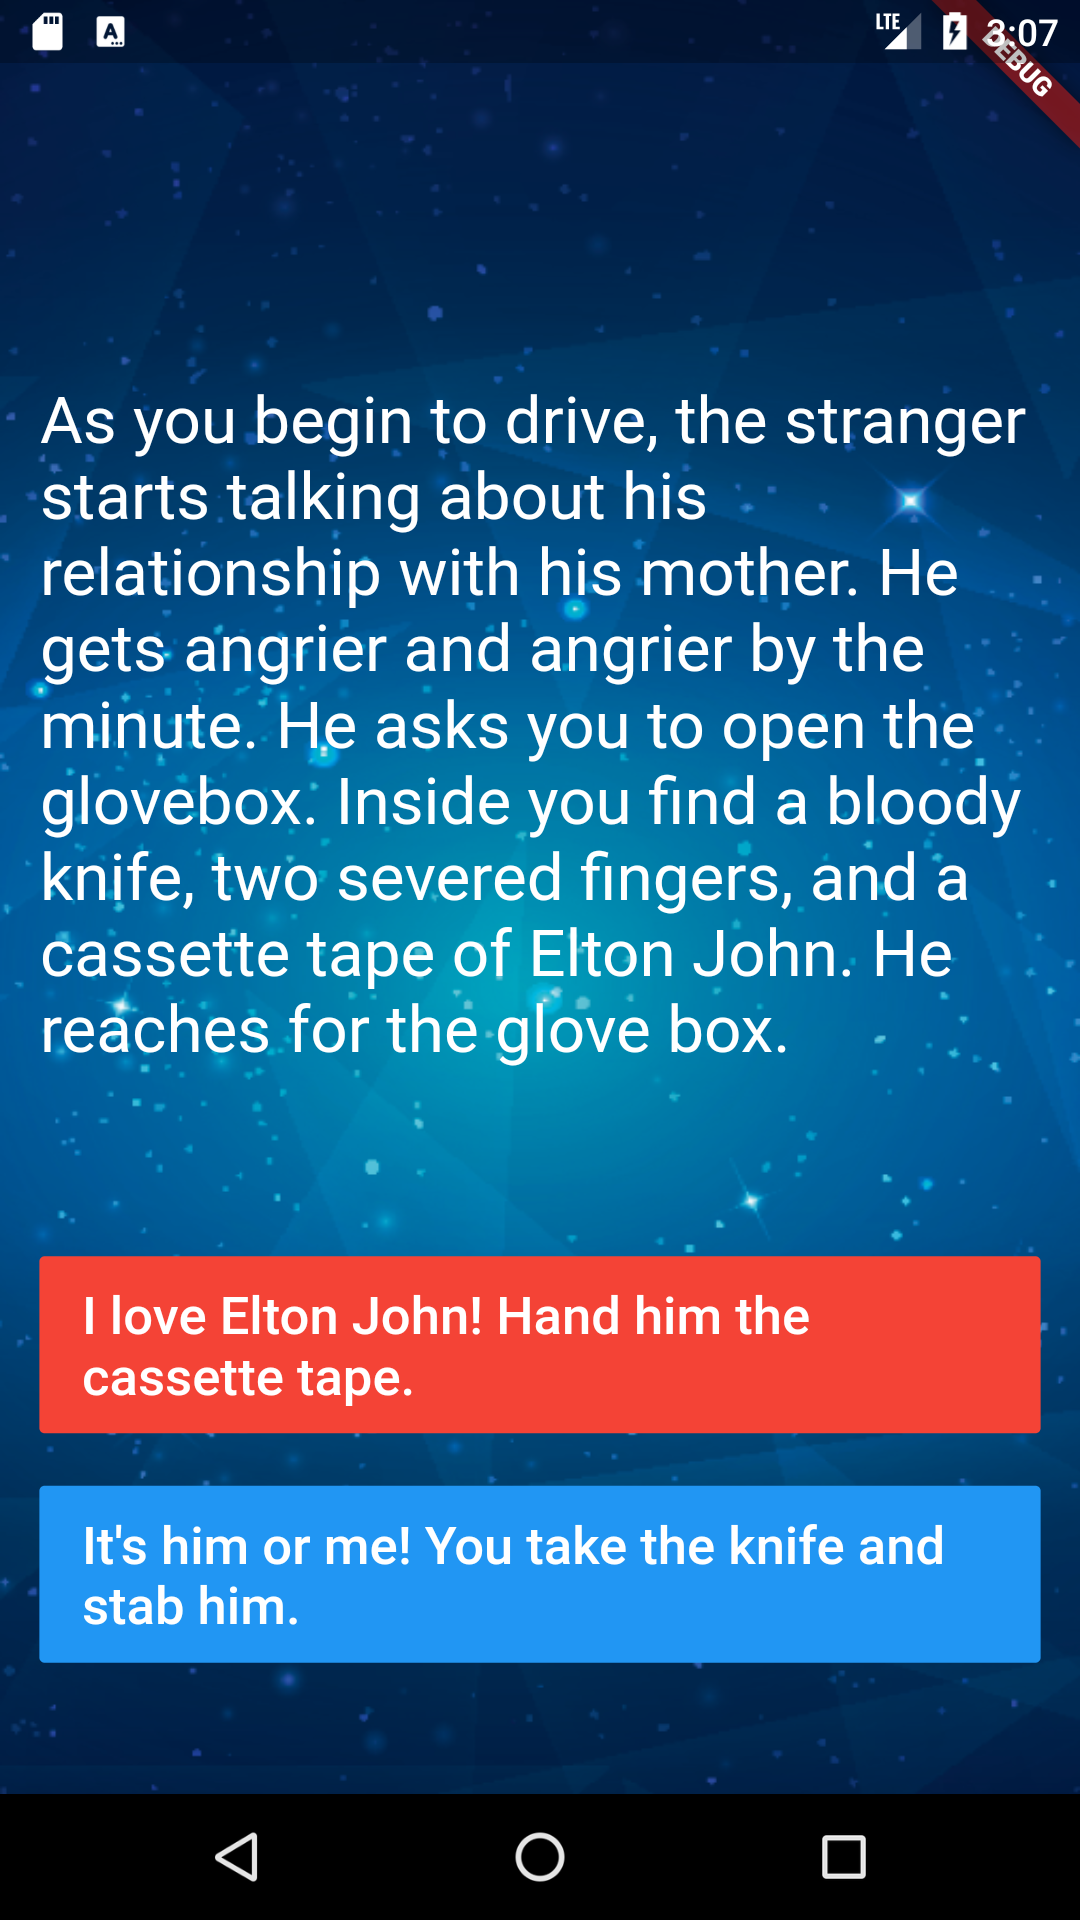 LTE 3:07
DEBUG
As you begin to drive, the stranger
starts talking about his
relationship with his mother. He
gets angrier and angrier by the
minute. He asks you to open the
glovebox. Inside you find a bloody
knife, two severed fingers, and a
cassette tape of Elton John. He
reaches for the glove box.
I love Elton John! Hand him the
cassette tape.
It's him or me! You take the knife and
stab him.